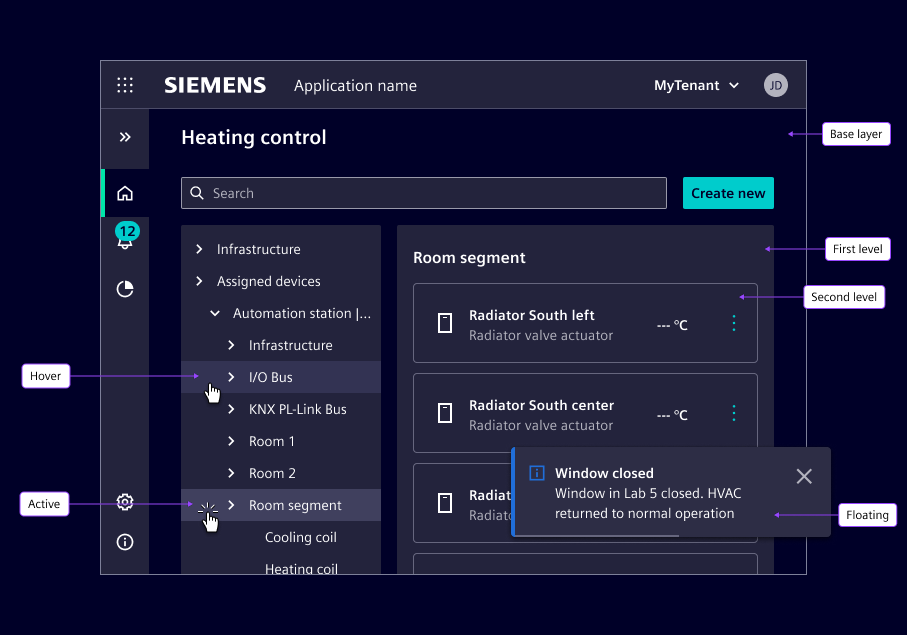 SIEMENS
Application name
MyTenant
JD
Heating control
Base layer
Search
Create new
12
Infrastructure
Assigned devices
Automation station |...
Infrastructure
I/O Bus
KNX PL-Link Bus
Room 1
Room 2
Room segment
Cooling coil
Heating coil
Hover
Active
Room segment
First level
Second level
Radiator South left
Radiator valve actuator
--- °C
Radiator South center
Radiator valve actuator
--- °C
Window closed
Window in Lab 5 closed. HVAC
returned to normal operation
Floating